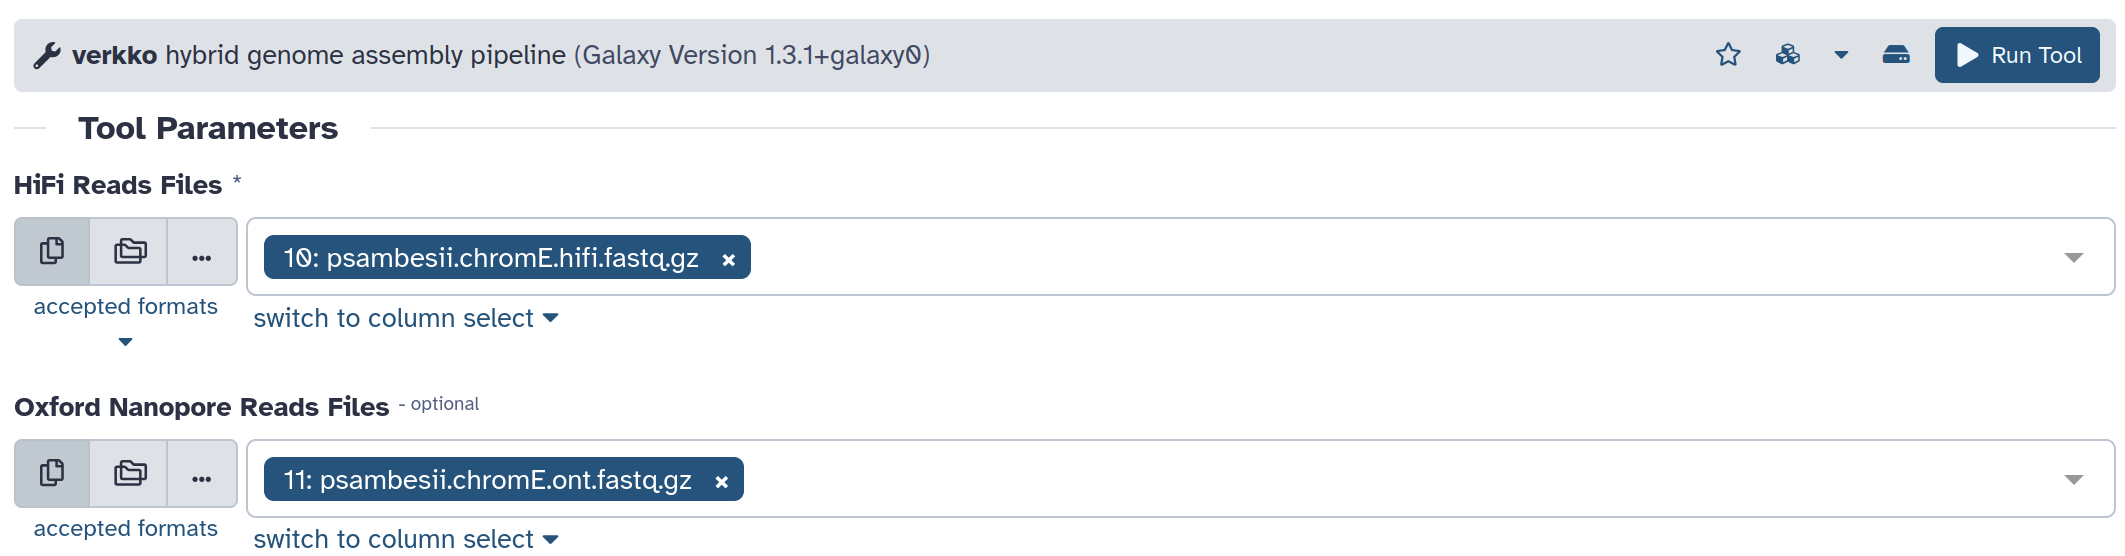 verkko hybrid genome assembly pipeline (Galaxy Version 1.3.1+galaxy0) Run Tool
Tool Parameters
HiFi Reads Files *
10: psambesii.chromE.hifi.fastq.gz ×
accepted formats
switch to column select
Oxford Nanopore Reads Files - optional
11: psambesii.chromE.ont.fastq.gz ×
accepted formats
switch to column select